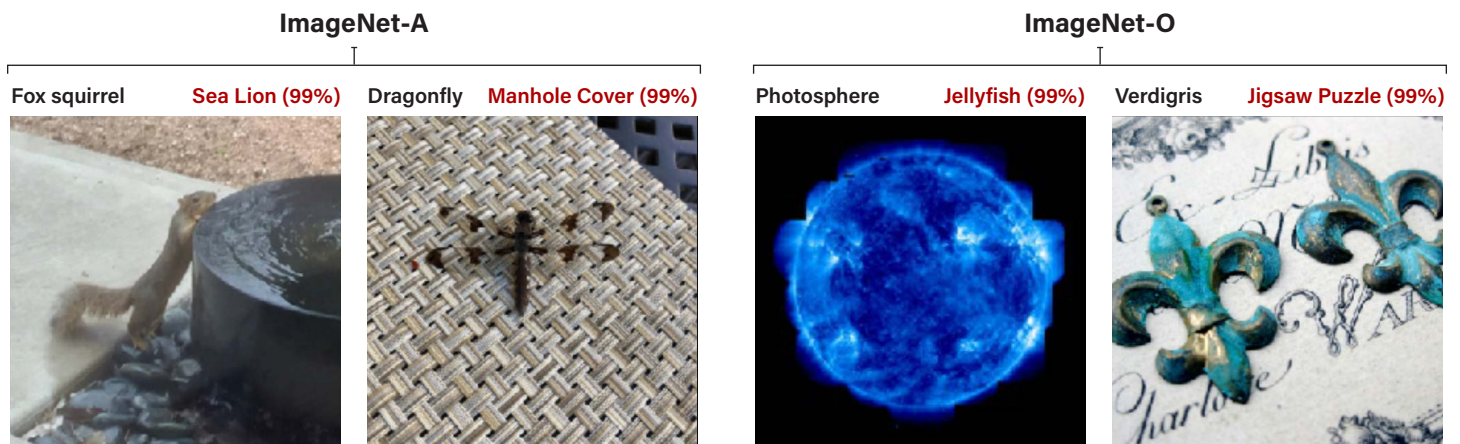 ImageNet-A
ImageNet-O
Fox squirrel
Sea Lion (99%)
Dragonfly
Manhole Cover (99%)
Photosphere
Jellyfish (99%)
Verdigris
Jigsaw Puzzle (99%)